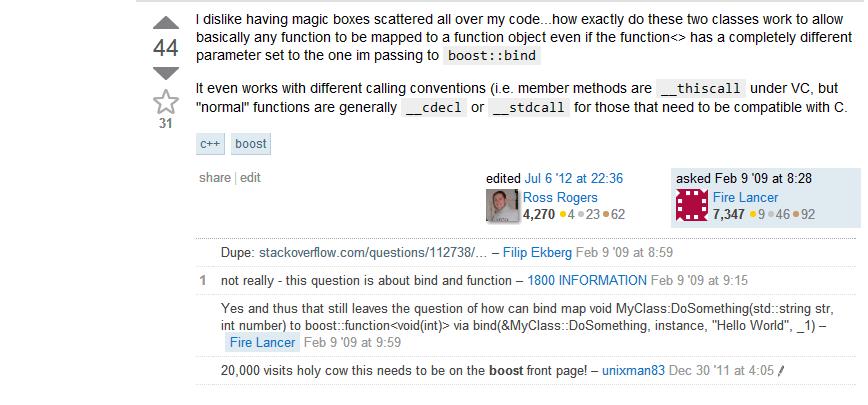 I dislike having magic boxes scattered all over my code...how exactly do these two classes work to allow
basically any function to be mapped to a function object even if the function<> has a completely different
parameter set to the one im passing to boost::bind
44
It even works with different calling conventions (i.e. member methods are __thiscall under VC, but
"normal" functions are generally __cdecl or __stdcall for those that need to be compatible with C.
31
c++ boost
share | edit
edited Jul 6 '12 at 22:36
Ross Rogers
4,270 ●4 ●23 ●62
asked Feb 9 '09 at 8:28
Fire Lancer
7,347 ●9 ●46 ●92
Dupe: stackoverflow.com/questions/112738/... – Filip Ekberg Feb 9 '09 at 8:59
1 not really - this question is about bind and function – 1800 INFORMATION Feb 9 '09 at 9:15
Yes and thus that still leaves the question of how can bind map void MyClass:DoSomething(std::string str,
int number) to boost::function<void(int)> via bind(&MyClass::DoSomething, instance, "Hello World", _1) –
Fire Lancer Feb 9 '09 at 9:59
20,000 visits holy cow this needs to be on the boost front page! – unixman83 Dec 30 '11 at 4:05